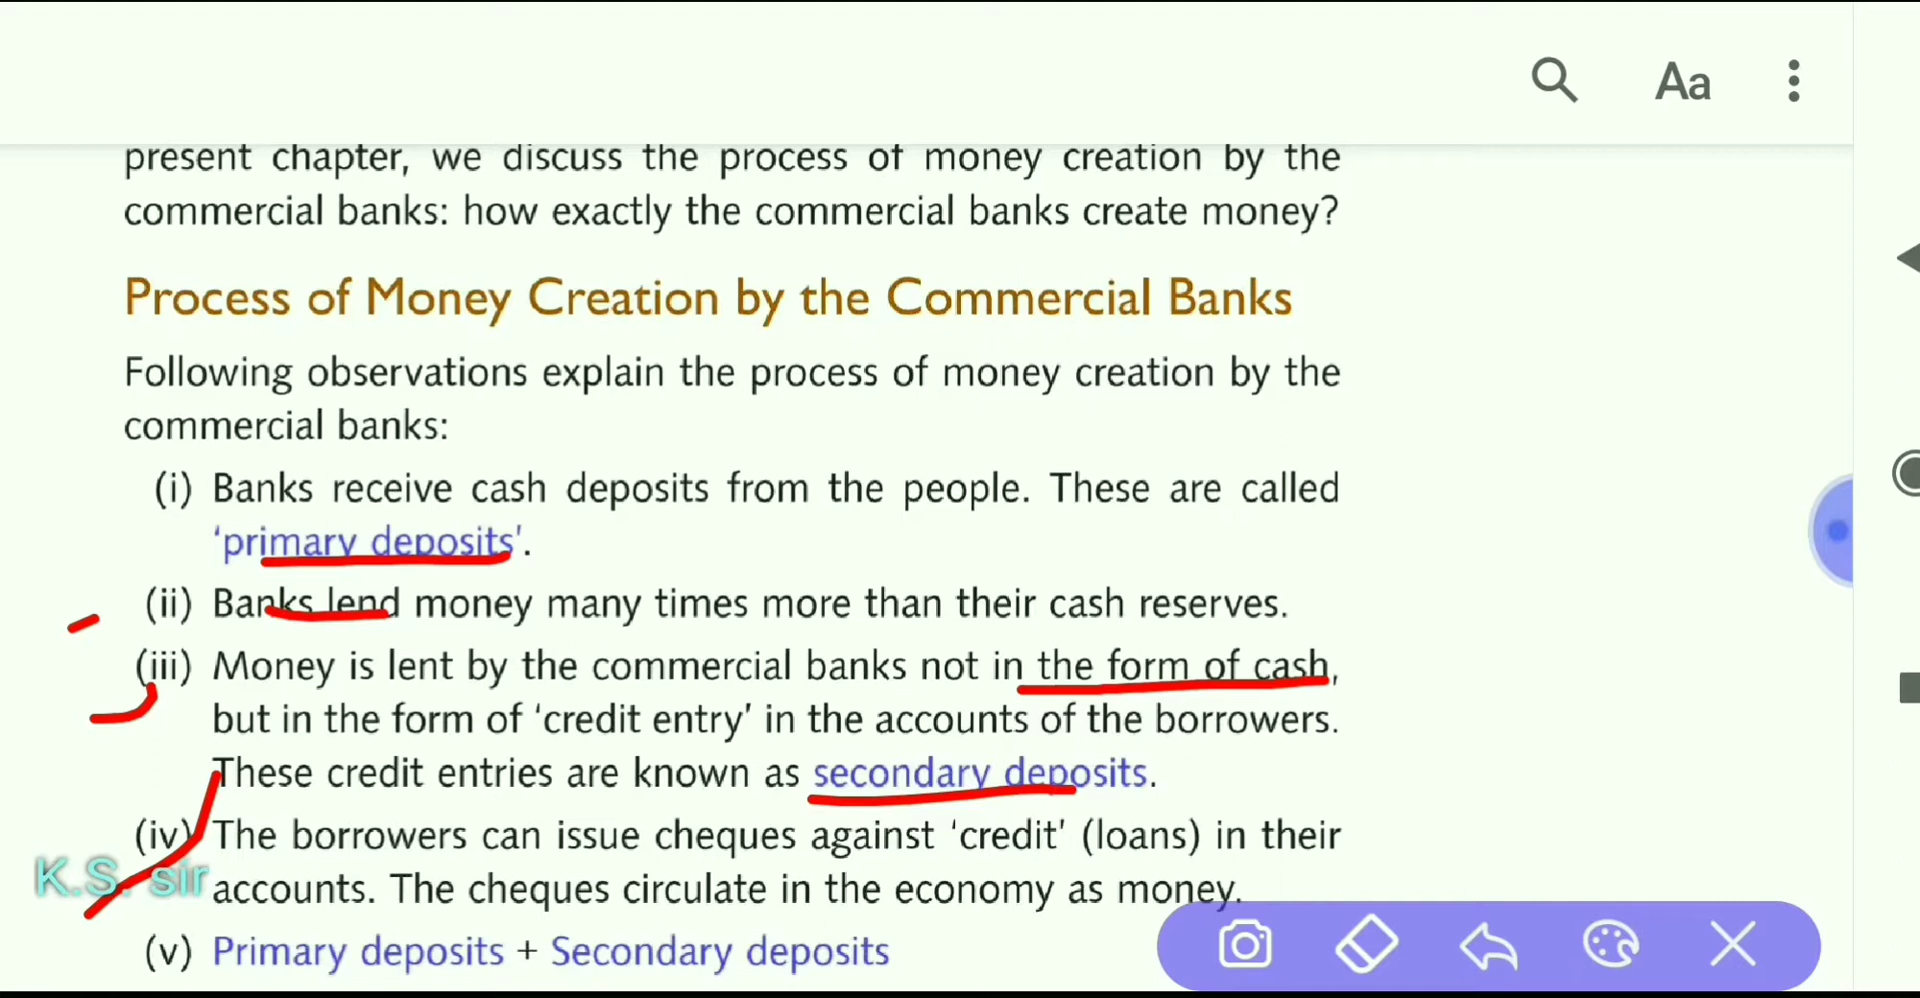 Aa
present chapter, we discuss the process of money creation by the
commercial banks: how exactly the commercial banks create money?
Process of Money Creation by the Commercial Banks
Following observations explain the process of money creation by the
commercial banks:
(i) Banks receive cash deposits from the people. These are called
‘primary deposits’.
(ii) Banks lend money many times more than their cash reserves.
(iii) Money is lent by the commercial banks not in the form of cash,
but in the form of ‘credit entry’ in the accounts of the borrowers.
These credit entries are known as secondary deposits.
(iv) The borrowers can issue cheques against ‘credit’ (loans) in their
accounts. The cheques circulate in the economy as money.
K.S. sir
(v) Primary deposits + Secondary deposits